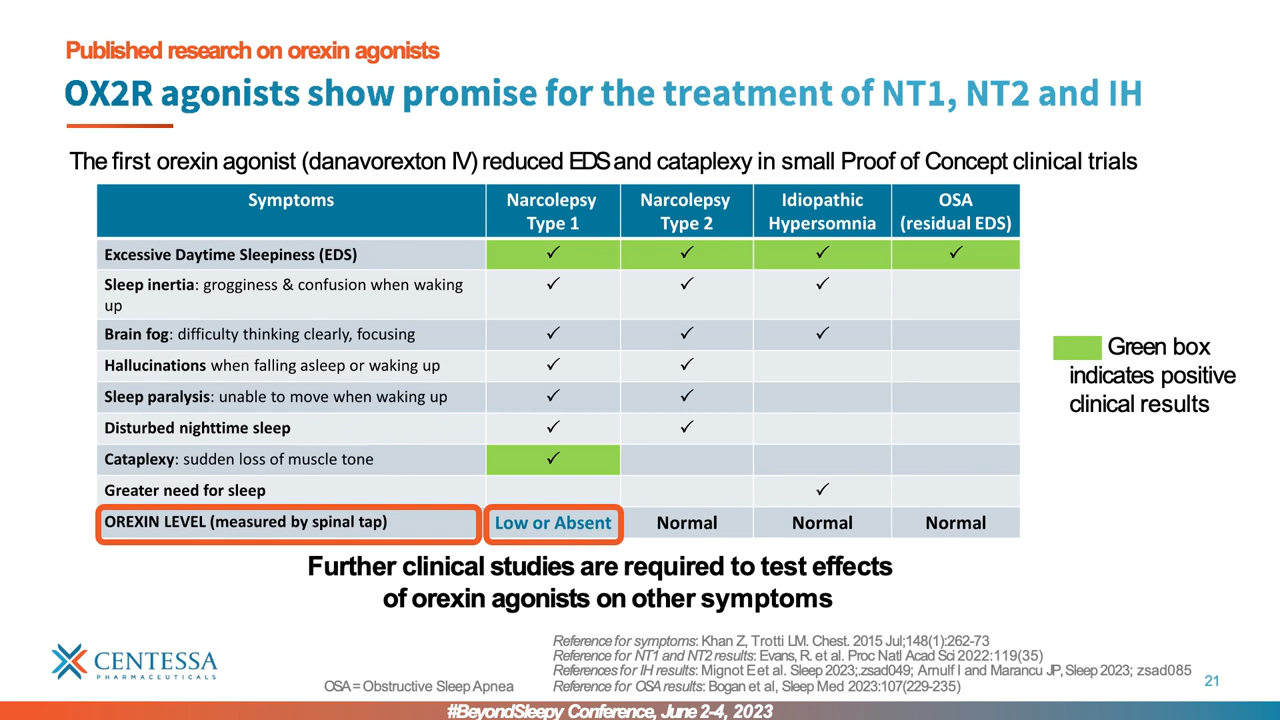 Published research on orexin agonists
OX2R agonists show promise for the treatment of NT1, NT2 and IH
The first orexin agonist (danavorexton IV) reduced EDS and cataplexy in small Proof of Concept clinical trials
Symptoms
Narcolepsy
Type 1
Narcolepsy
Type 2
Idiopathic
Hypersomnia
OSA
(residual EDS)
Excessive Daytime Sleepiness (EDS) ✓ ✓ ✓ ✓
Sleep inertia: grogginess & confusion when waking
up
✓ ✓ ✓
Brain fog: difficulty thinking clearly, focusing ✓ ✓ ✓
Hallucinations when falling asleep or waking up ✓ ✓
Sleep paralysis: unable to move when waking up ✓ ✓
Disturbed nighttime sleep ✓ ✓
Cataplexy: sudden loss of muscle tone ✓
Greater need for sleep ✓
OREXIN LEVEL (measured by spinal tap) Low or Absent Normal Normal Normal
Green box
indicates positive
clinical results
Further clinical studies are required to test effects
of orexin agonists on other symptoms
Reference for symptoms: Khan Z, Trotti LM. Chest. 2015 Jul;148(1):262-73
Reference for NT1 and NT2 results: Evans, R. et al. Proc Natl Acad Sci 2022:119(35)
References for IH results: Mignot E et al. Sleep 2023;.zsad049; Arnulf I and Marancu JP, Sleep 2023; zsad085
Reference for OSA results: Bogan et al, Sleep Med 2023:107(229-235)
OSA = Obstructive Sleep Apnea
CENTESSA
PHARMACEUTICALS
21
#BeyondSleepy Conference, June 2-4, 2023